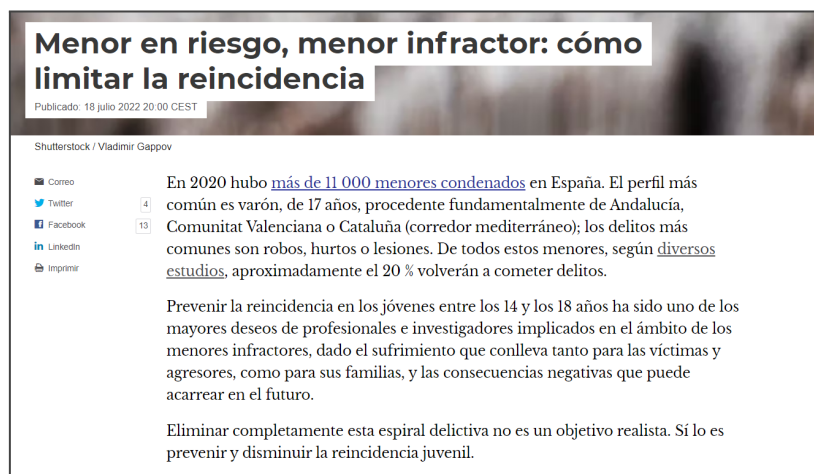 Menor en riesgo, menor infractor: cómo
limitar la reincidencia
Publicado: 18 julio 2022 20:00 CEST
Shutterstock / Vladimir Gappov
Correo
Twitter 4
Facebook 13
LinkedIn
Imprimir
En 2020 hubo más de 11 000 menores condenados en España. El perfil más
común es varón, de 17 años, procedente fundamentalmente de Andalucía,
Comunitat Valenciana o Cataluña (corredor mediterráneo); los delitos más
comunes son robos, hurtos o lesiones. De todos estos menores, según diversos
estudios, aproximadamente el 20 % volverán a cometer delitos.
Prevenir la reincidencia en los jóvenes entre los 14 y los 18 años ha sido uno de los
mayores deseos de profesionales e investigadores implicados en el ámbito de los
menores infractores, dado el sufrimiento que conlleva tanto para las víctimas y
agresores, como para sus familias, y las consecuencias negativas que puede
acarrear en el futuro.
Eliminar completamente esta espiral delictiva no es un objetivo realista. Sí lo es
prevenir y disminuir la reincidencia juvenil.